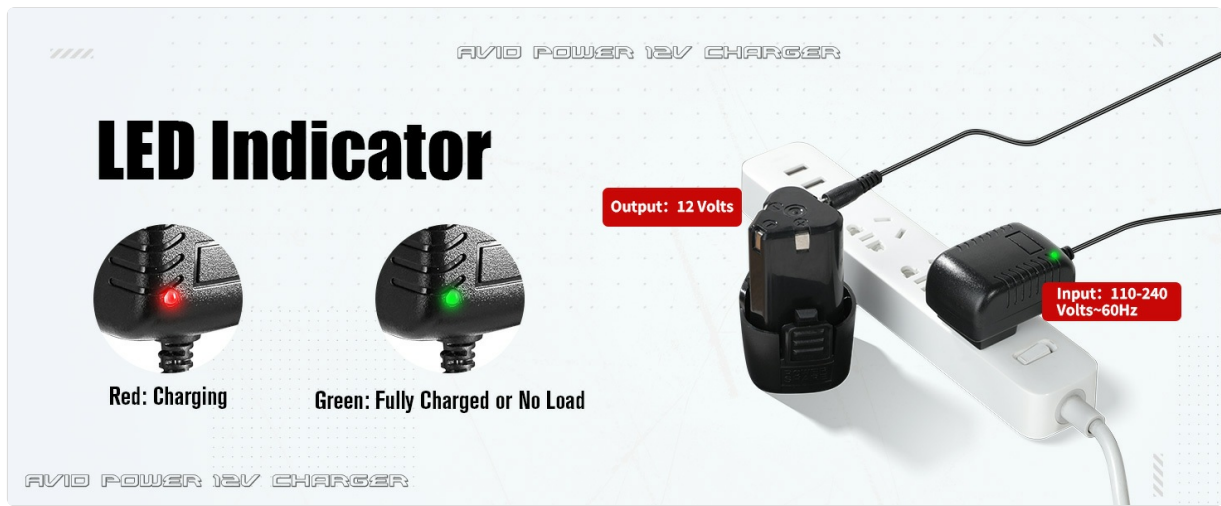 AVID POWER 12V CHARGER
LED Indicator
Output: 12 Volts
Input: 110-240
Volts~60Hz
Red: Charging
Green: Fully Charged or No Load
AVID POWER 12V CHARGER